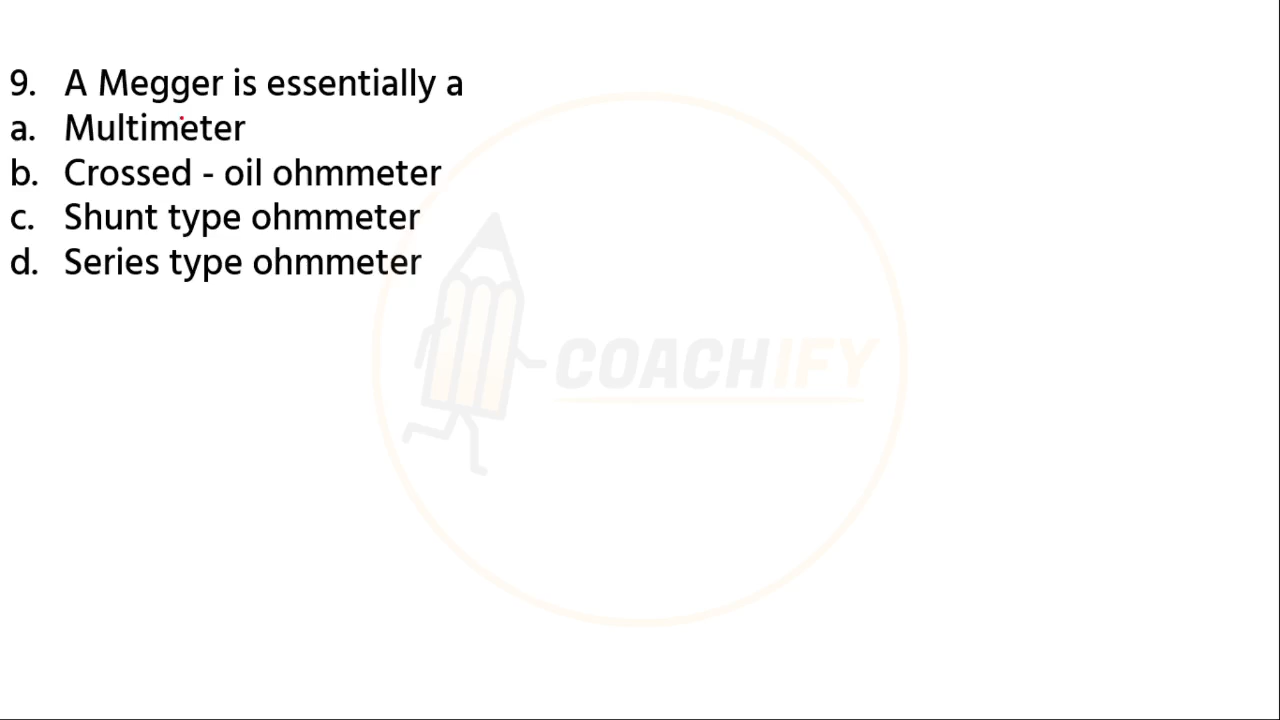 9. A Megger is essentially a
a. Multimeter
b. Crossed - oil ohmmeter
c. Shunt type ohmmeter
d. Series type ohmmeter
COACHIFY